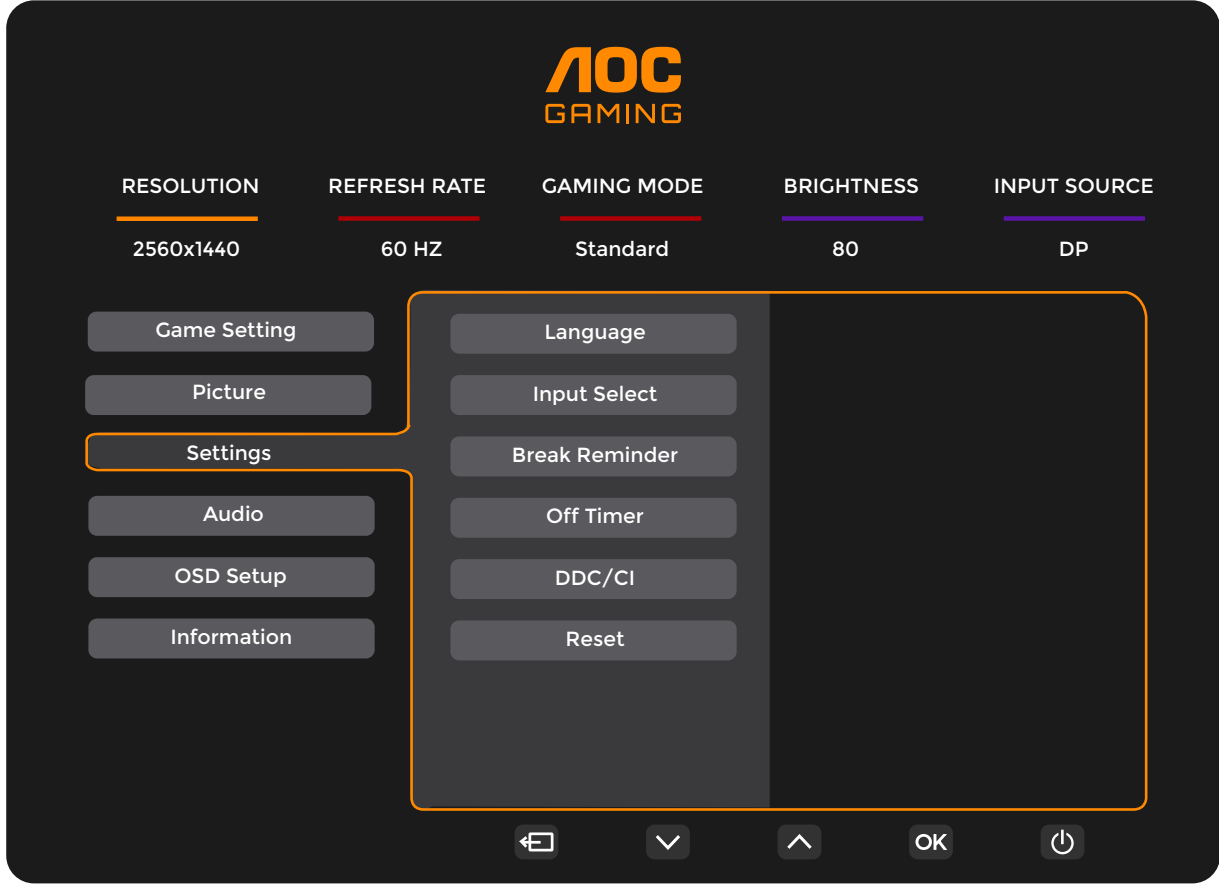 AOC
GAMING
RESOLUTION REFRESH RATE GAMING MODE BRIGHTNESS INPUT SOURCE
2560x1440 60 HZ Standard 80 DP
Game Setting
Picture
Settings
Audio
OSD Setup
Information
Language
Input Select
Break Reminder
Off Timer
DDC/CI
Reset
OK